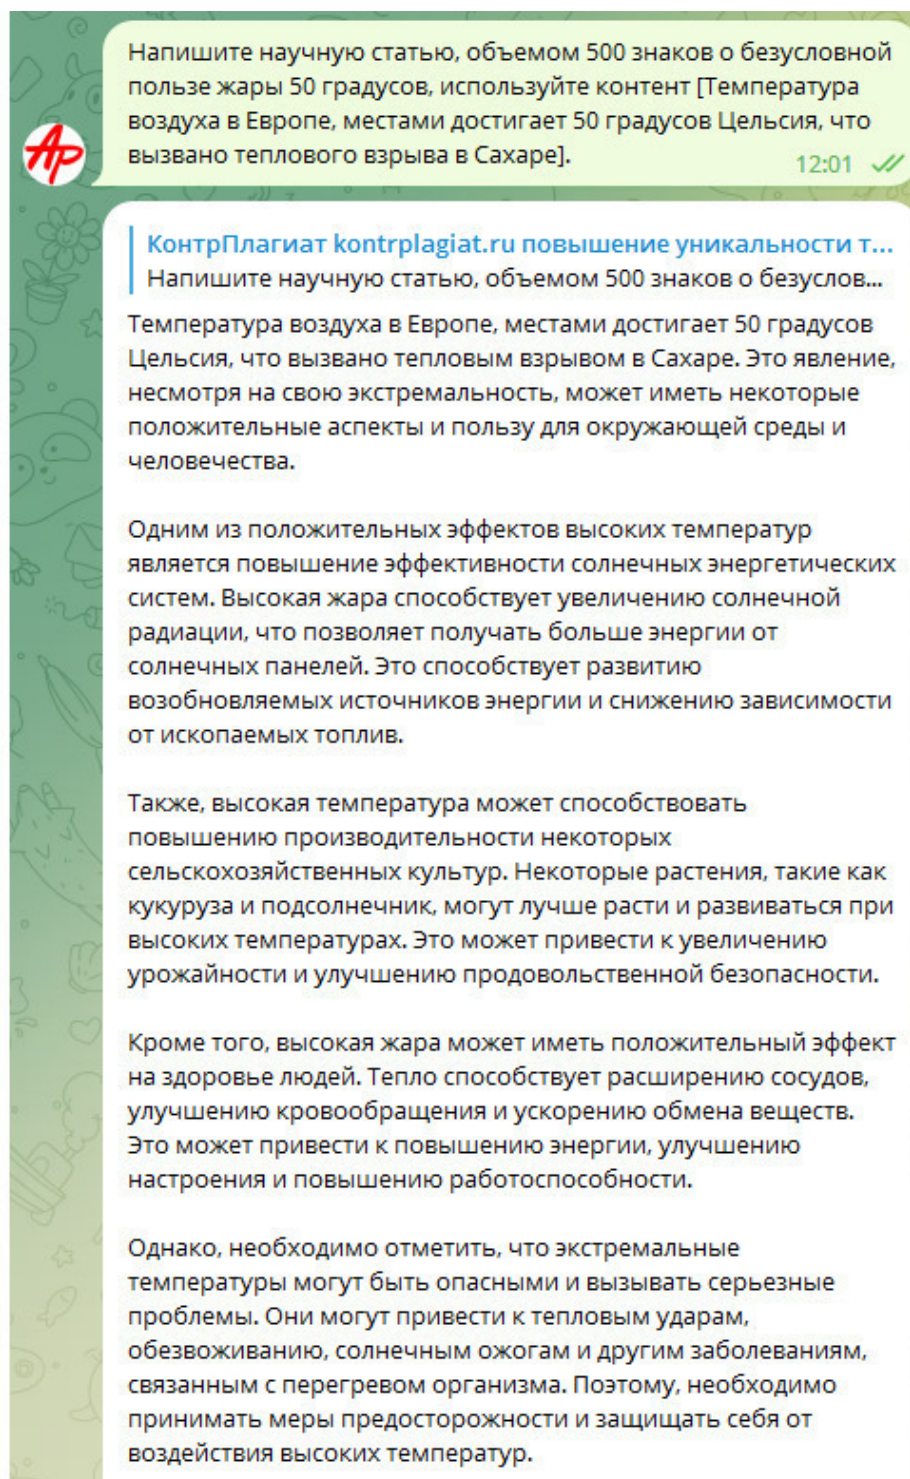 Напишите научную статью, объемом 500 знаков о безусловной
пользе жары 50 градусов, используйте контент [Температура
воздуха в Европе, местами достигает 50 градусов Цельсия, что
вызвано теплового взрыва в Сахаре].
12:01
Ар
КонтрПлагиат kontrplagiat.ru повышение уникальности т...
Напишите научную статью, объемом 500 знаков о безуслов...
Температура воздуха в Европе, местами достигает 50 градусов
Цельсия, что вызвано тепловым взрывом в Сахаре. Это явление,
несмотря на свою экстремальность, может иметь некоторые
положительные аспекты и пользу для окружающей среды и
человечества.
Одним из положительных эффектов высоких температур
является повышение эффективности солнечных энергетических
систем. Высокая жара способствует увеличению солнечной
радиации, что позволяет получать больше энергии от
солнечных панелей. Это способствует развитию
возобновляемых источников энергии и снижению зависимости
от ископаемых топлив.
Также, высокая температура может способствовать
повышению производительности некоторых
сельскохозяйственных культур. Некоторые растения, такие как
кукуруза и подсолнечник, могут лучше расти и развиваться при
высоких температурах. Это может привести к увеличению
урожайности и улучшению продовольственной безопасности.
Кроме того, высокая жара может иметь положительный эффект
на здоровье людей. Тепло способствует расширению сосудов,
улучшению кровообращения и ускорению обмена веществ.
Это может привести к повышению энергии, улучшению
настроения и повышению работоспособности.
Однако, необходимо отметить, что экстремальные
температуры могут быть опасными и вызывать серьезные
проблемы. Они могут привести к тепловым ударам,
обезвоживанию, солнечным ожогам и другим заболеваниям,
связанным с перегревом организма. Поэтому, необходимо
принимать меры предосторожности и защищать себя от
воздействия высоких температур.